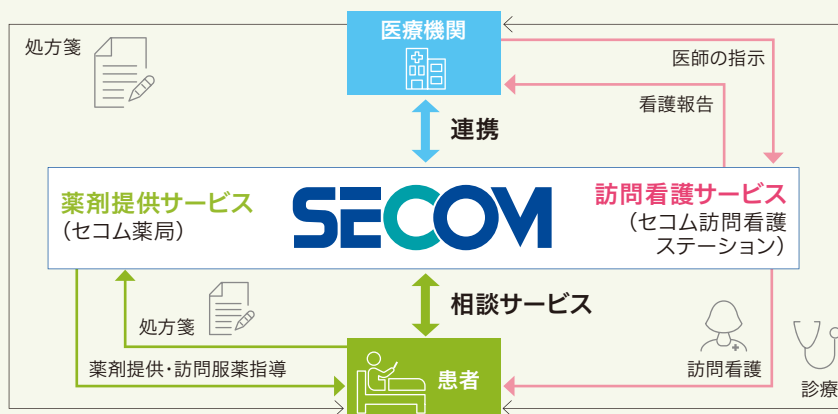 医療機関
処方箋
医師の指示
看護報告
連携
薬剤提供サービス
(セコム薬局)
SECOM
訪問看護サービス
(セコム訪問看護
ステーション)
相談サービス
処方箋
薬剤提供・訪問服薬指導
患者
訪問看護
診療